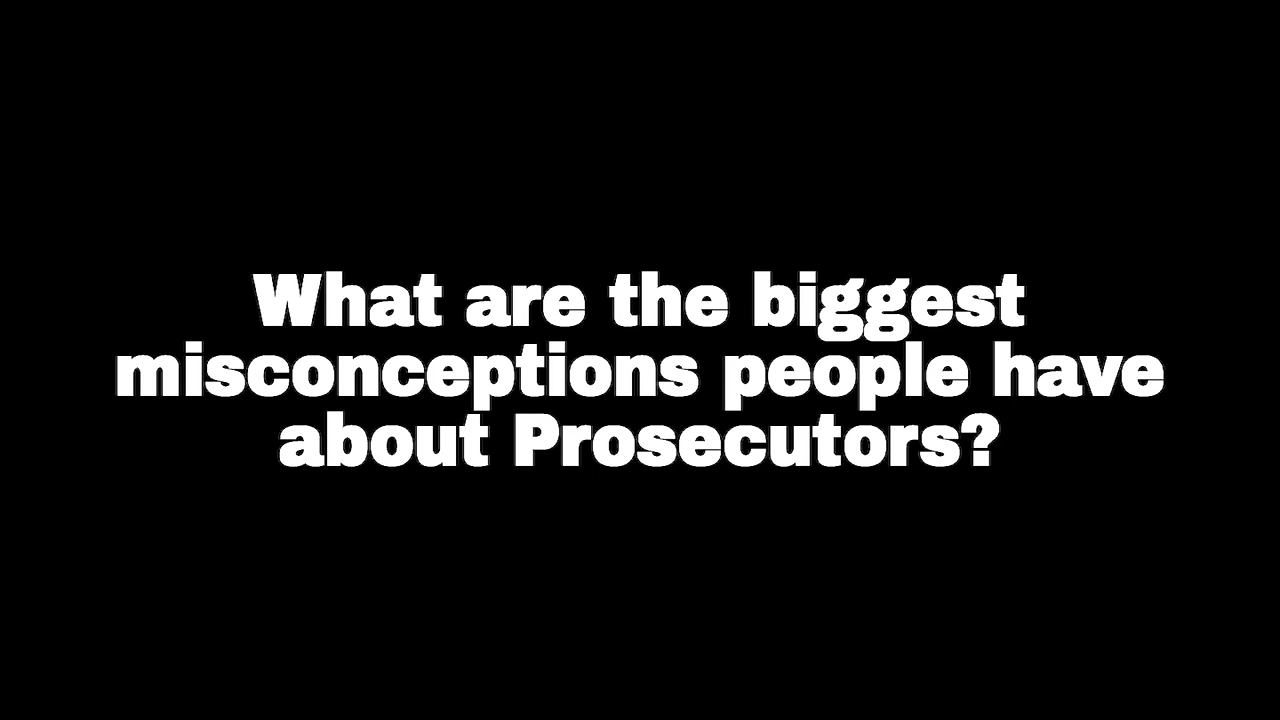 What are the biggest
misconceptions people have
about Prosecutors?